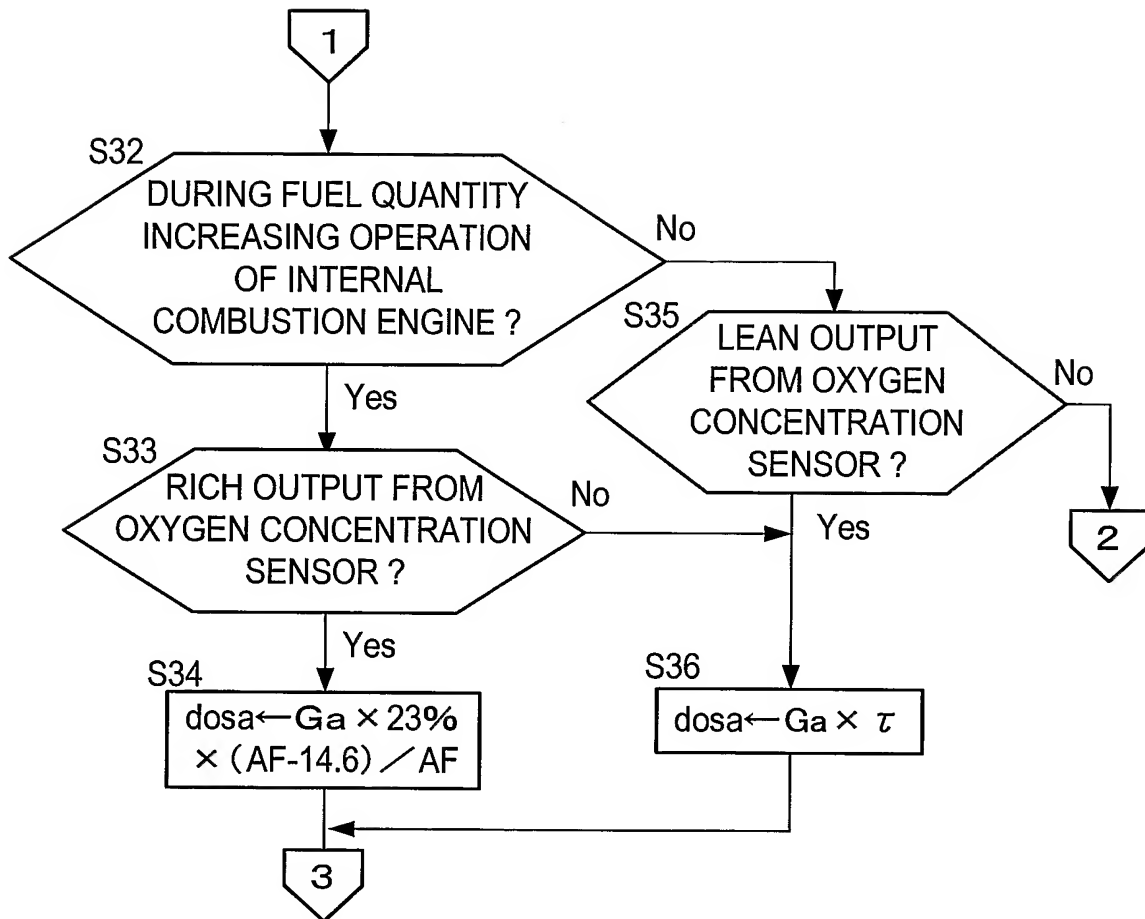 1
S32
DURING FUEL QUANTITY
INCREASING OPERATION
OF INTERNAL
COMBUSTION ENGINE ?
No
Yes
S35
LEAN OUTPUT
FROM OXYGEN
CONCENTRATION
SENSOR ?
No
Yes
2
S33
RICH OUTPUT FROM
OXYGEN CONCENTRATION
SENSOR ?
No
Yes
S34
dosa←Ga × 23%
× (AF-14.6) ／ AF
S36
dosa←Ga × τ
3